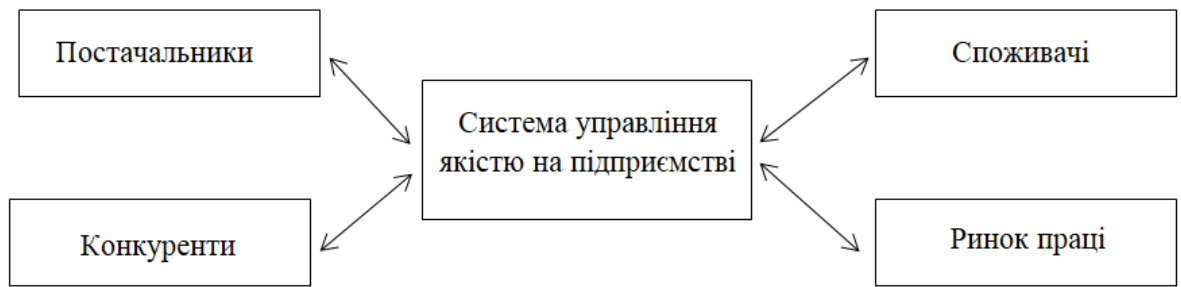 Постачальники
Споживачі
Система управління
якістю на підприємстві
Конкуренти
Ринок праці